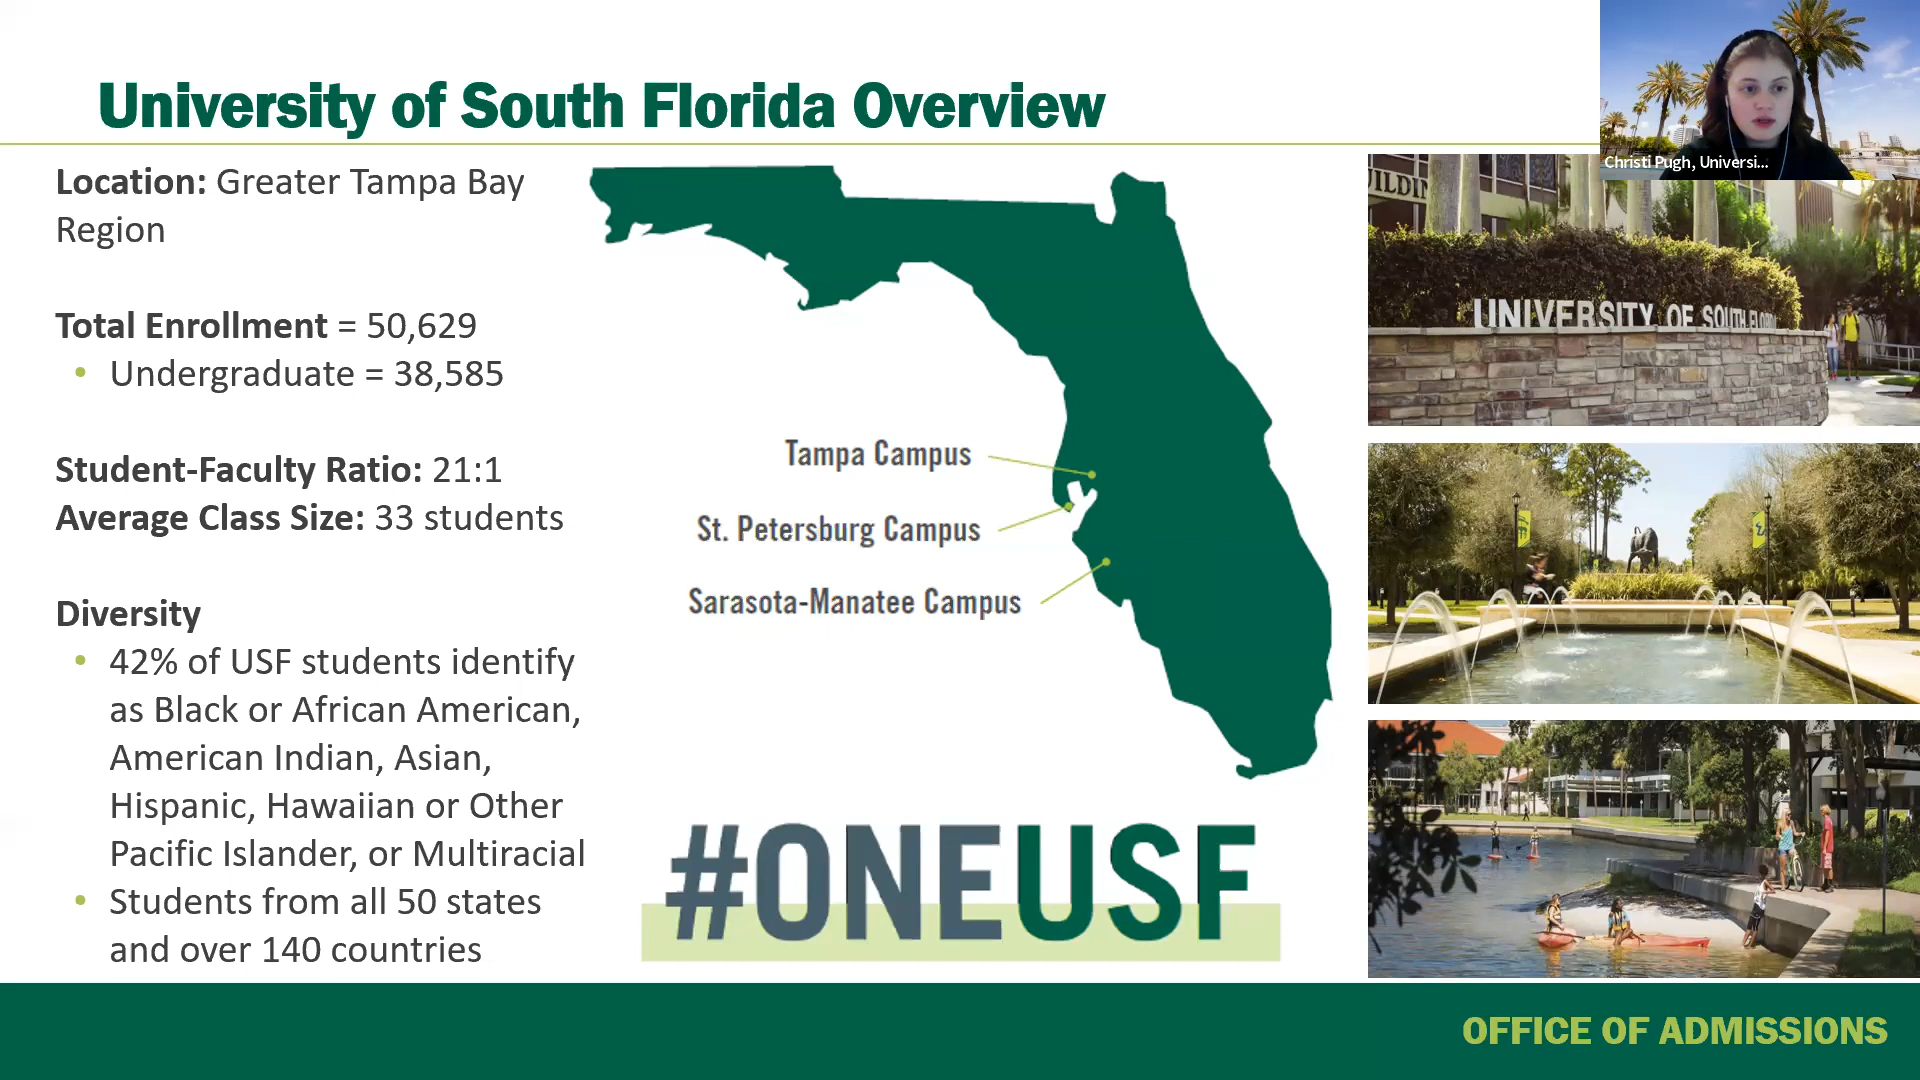 University of South Florida Overview
Christi Pugh, Universi...
Location: Greater Tampa Bay
Region
Total Enrollment = 50,629
• Undergraduate = 38,585
Student-Faculty Ratio: 21:1
Average Class Size: 33 students
Diversity
• 42% of USF students identify
as Black or African American,
American Indian, Asian,
Hispanic, Hawaiian or Other
Pacific Islander, or Multiracial
• Students from all 50 states
and over 140 countries
Tampa Campus
St. Petersburg Campus
Sarasota-Manatee Campus
#ONEUSF
UILDIN
UNIVERSITY OF SOUTH FLORIDA
OFFICE OF ADMISSIONS